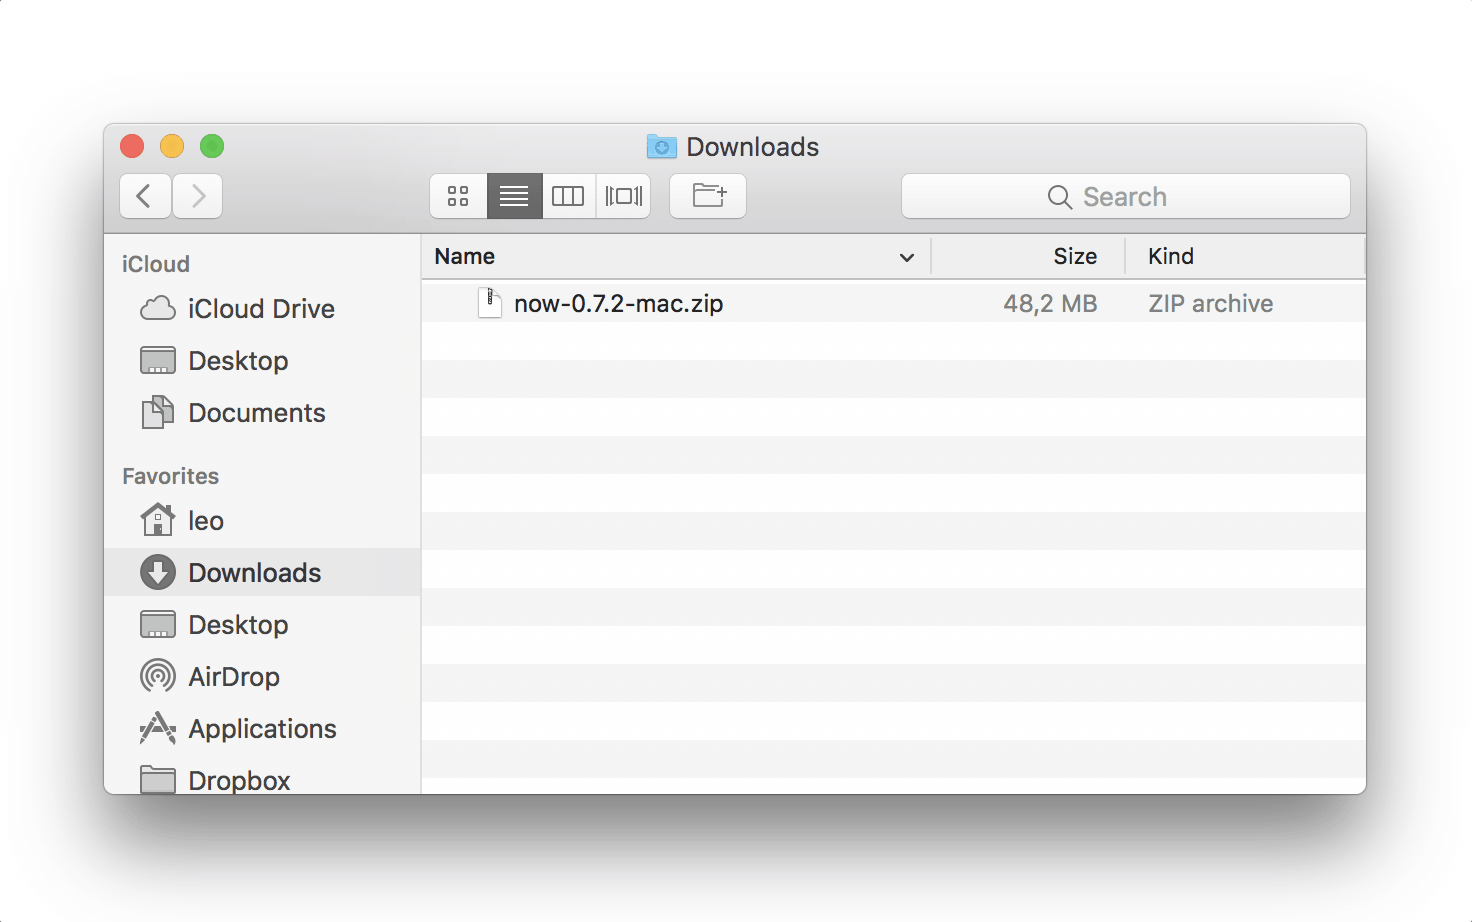 Downloads
Search
iCloud
iCloud Drive
Desktop
Documents
Favorites
leo
Downloads
Desktop
AirDrop
Applications
Dropbox
Name Size Kind
now-0.7.2-mac.zip 48,2 MB ZIP archive